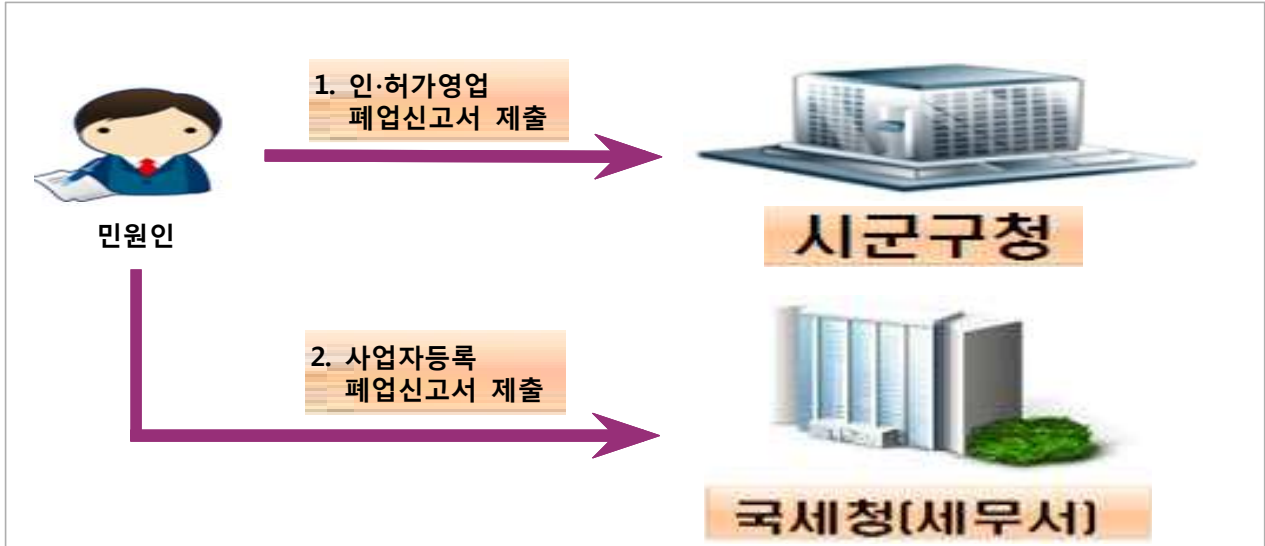 1. 인·허가영업
폐업신고서 제출
민원인
시군구청
2. 사업자등록
폐업신고서 제출
국세청(세무서)